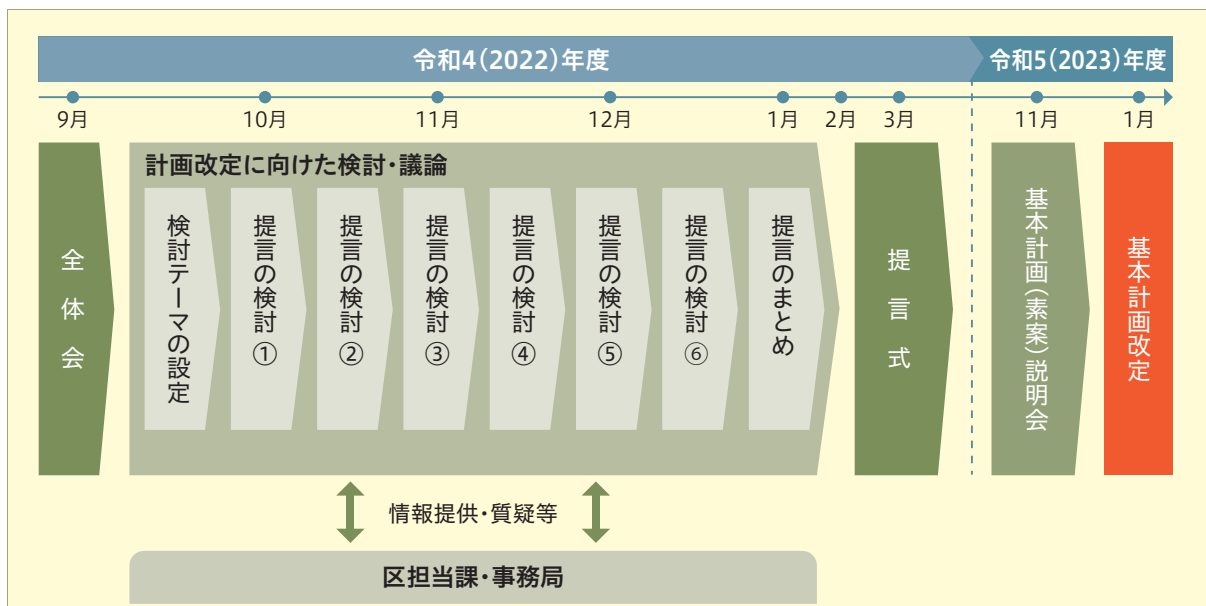 令和4(2022)年度
令和5(2023)年度
9月
10月
11月
12月
1月
2月
3月
11月
1月
全体会
計画改定に向けた検討・議論
検討テーマの設定
提言の検討①
提言の検討②
提言の検討③
提言の検討④
提言の検討⑤
提言の検討⑥
提言のまとめ
提言式
基本計画(素案)説明会
基本計画改定
情報提供・質疑等
区担当課・事務局